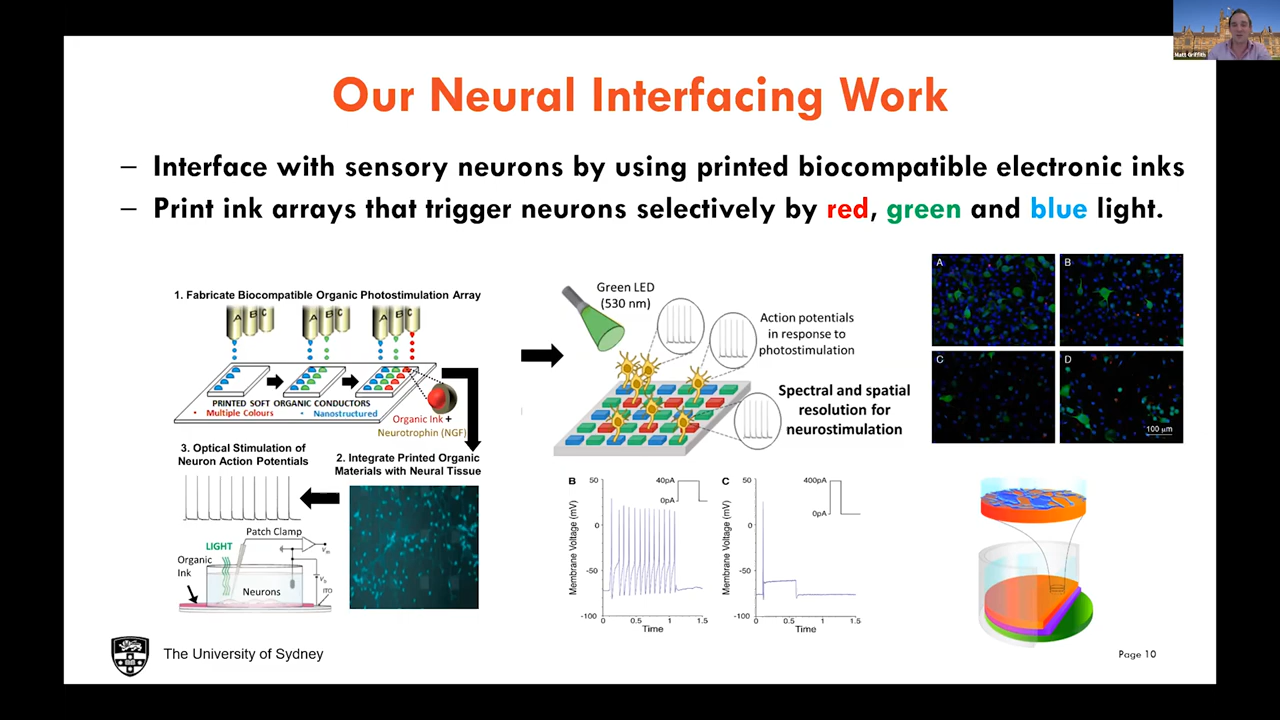 Matt Griffith
Our Neural Interfacing Work
– Interface with sensory neurons by using printed biocompatible electronic inks
– Print ink arrays that trigger neurons selectively by red, green and blue light.
1. Fabricate Biocompatible Organic Photostimulation Array
A B C
A B C
A B C
PRINTED SOFT ORGANIC CONDUCTORS
• Multiple Colours • Nanostructured
Organic Ink +
Neurotrophin (NGF)
3. Optical Stimulation of
Neuron Action Potentials
2. Integrate Printed Organic
Materials with Neural Tissue
Patch Clamp
LIGHT
Organic
Ink
Neurons
ITO
Green LED
(530 nm)
Action potentials
in response to
photostimulation
Spectral and spatial
resolution for
neurostimulation
B
50
0
-50
-100
Membrane Voltage (mV)
40pA
0pA
0 0.5 1 1.5
Time
C
50
0
-50
-100
Membrane Voltage (mV)
400pA
0pA
0 0.5 1 1.5
Time
A
B
C
D
100 μm
The University of Sydney
Page 10